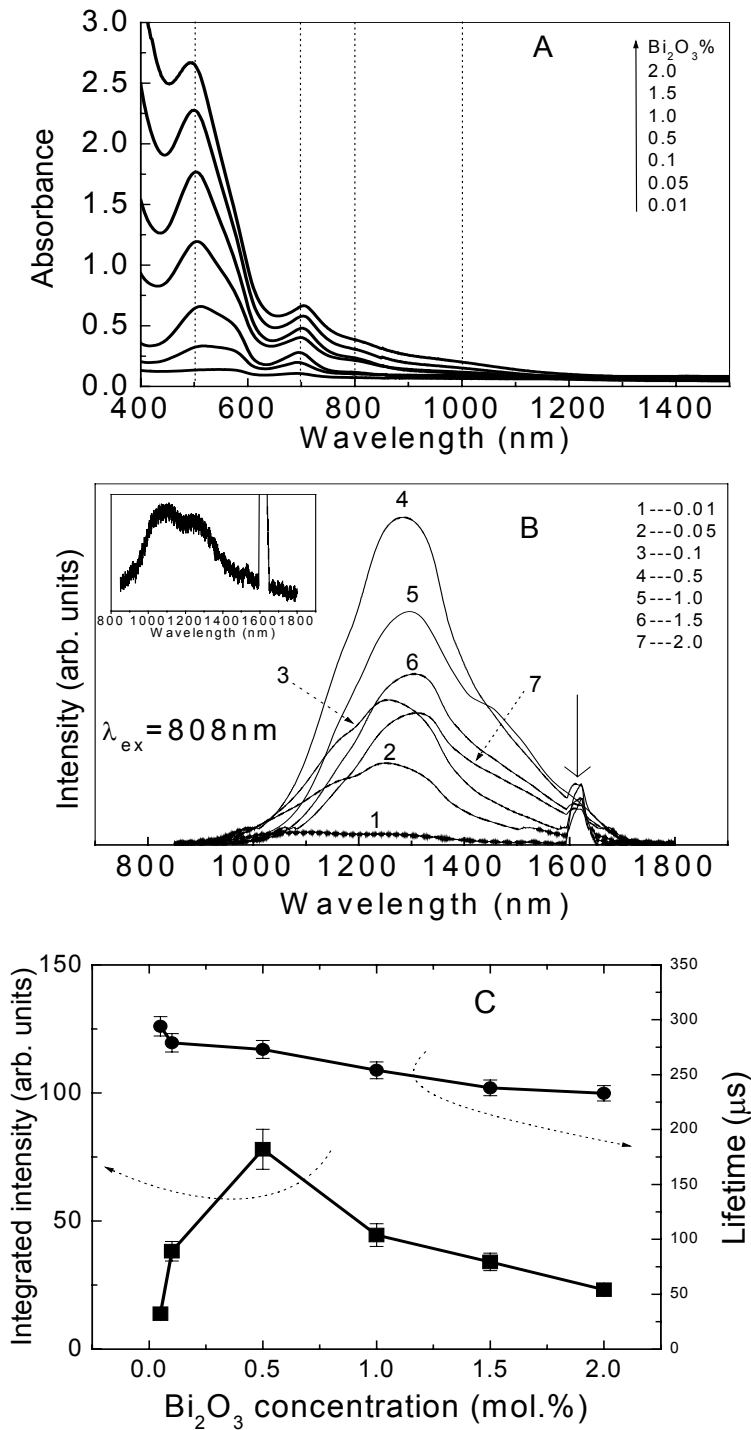 A
Bi₂O₃%
2.0
1.5
1.0
0.5
0.1
0.05
0.01
Absorbance
3.0
2.5
2.0
1.5
1.0
0.5
0.0
400 600 800 1000 1200 1400
Wavelength (nm)
B
1---0.01
2---0.05
3---0.1
4---0.5
5---1.0
6---1.5
7---2.0
800 1000 1200 1400 1600 1800
Wavelength (nm)
4
5
6
3
7
2
1
λex=808nm
Intensity (arb. units)
800 1000 1200 1400 1600 1800
Wavelength (nm)
C
Integrated intensity (arb. units)
150
100
50
0
Lifetime (μs)
350
300
250
200
150
100
50
0
0.0 0.5 1.0 1.5 2.0
Bi₂O₃ concentration (mol.%)